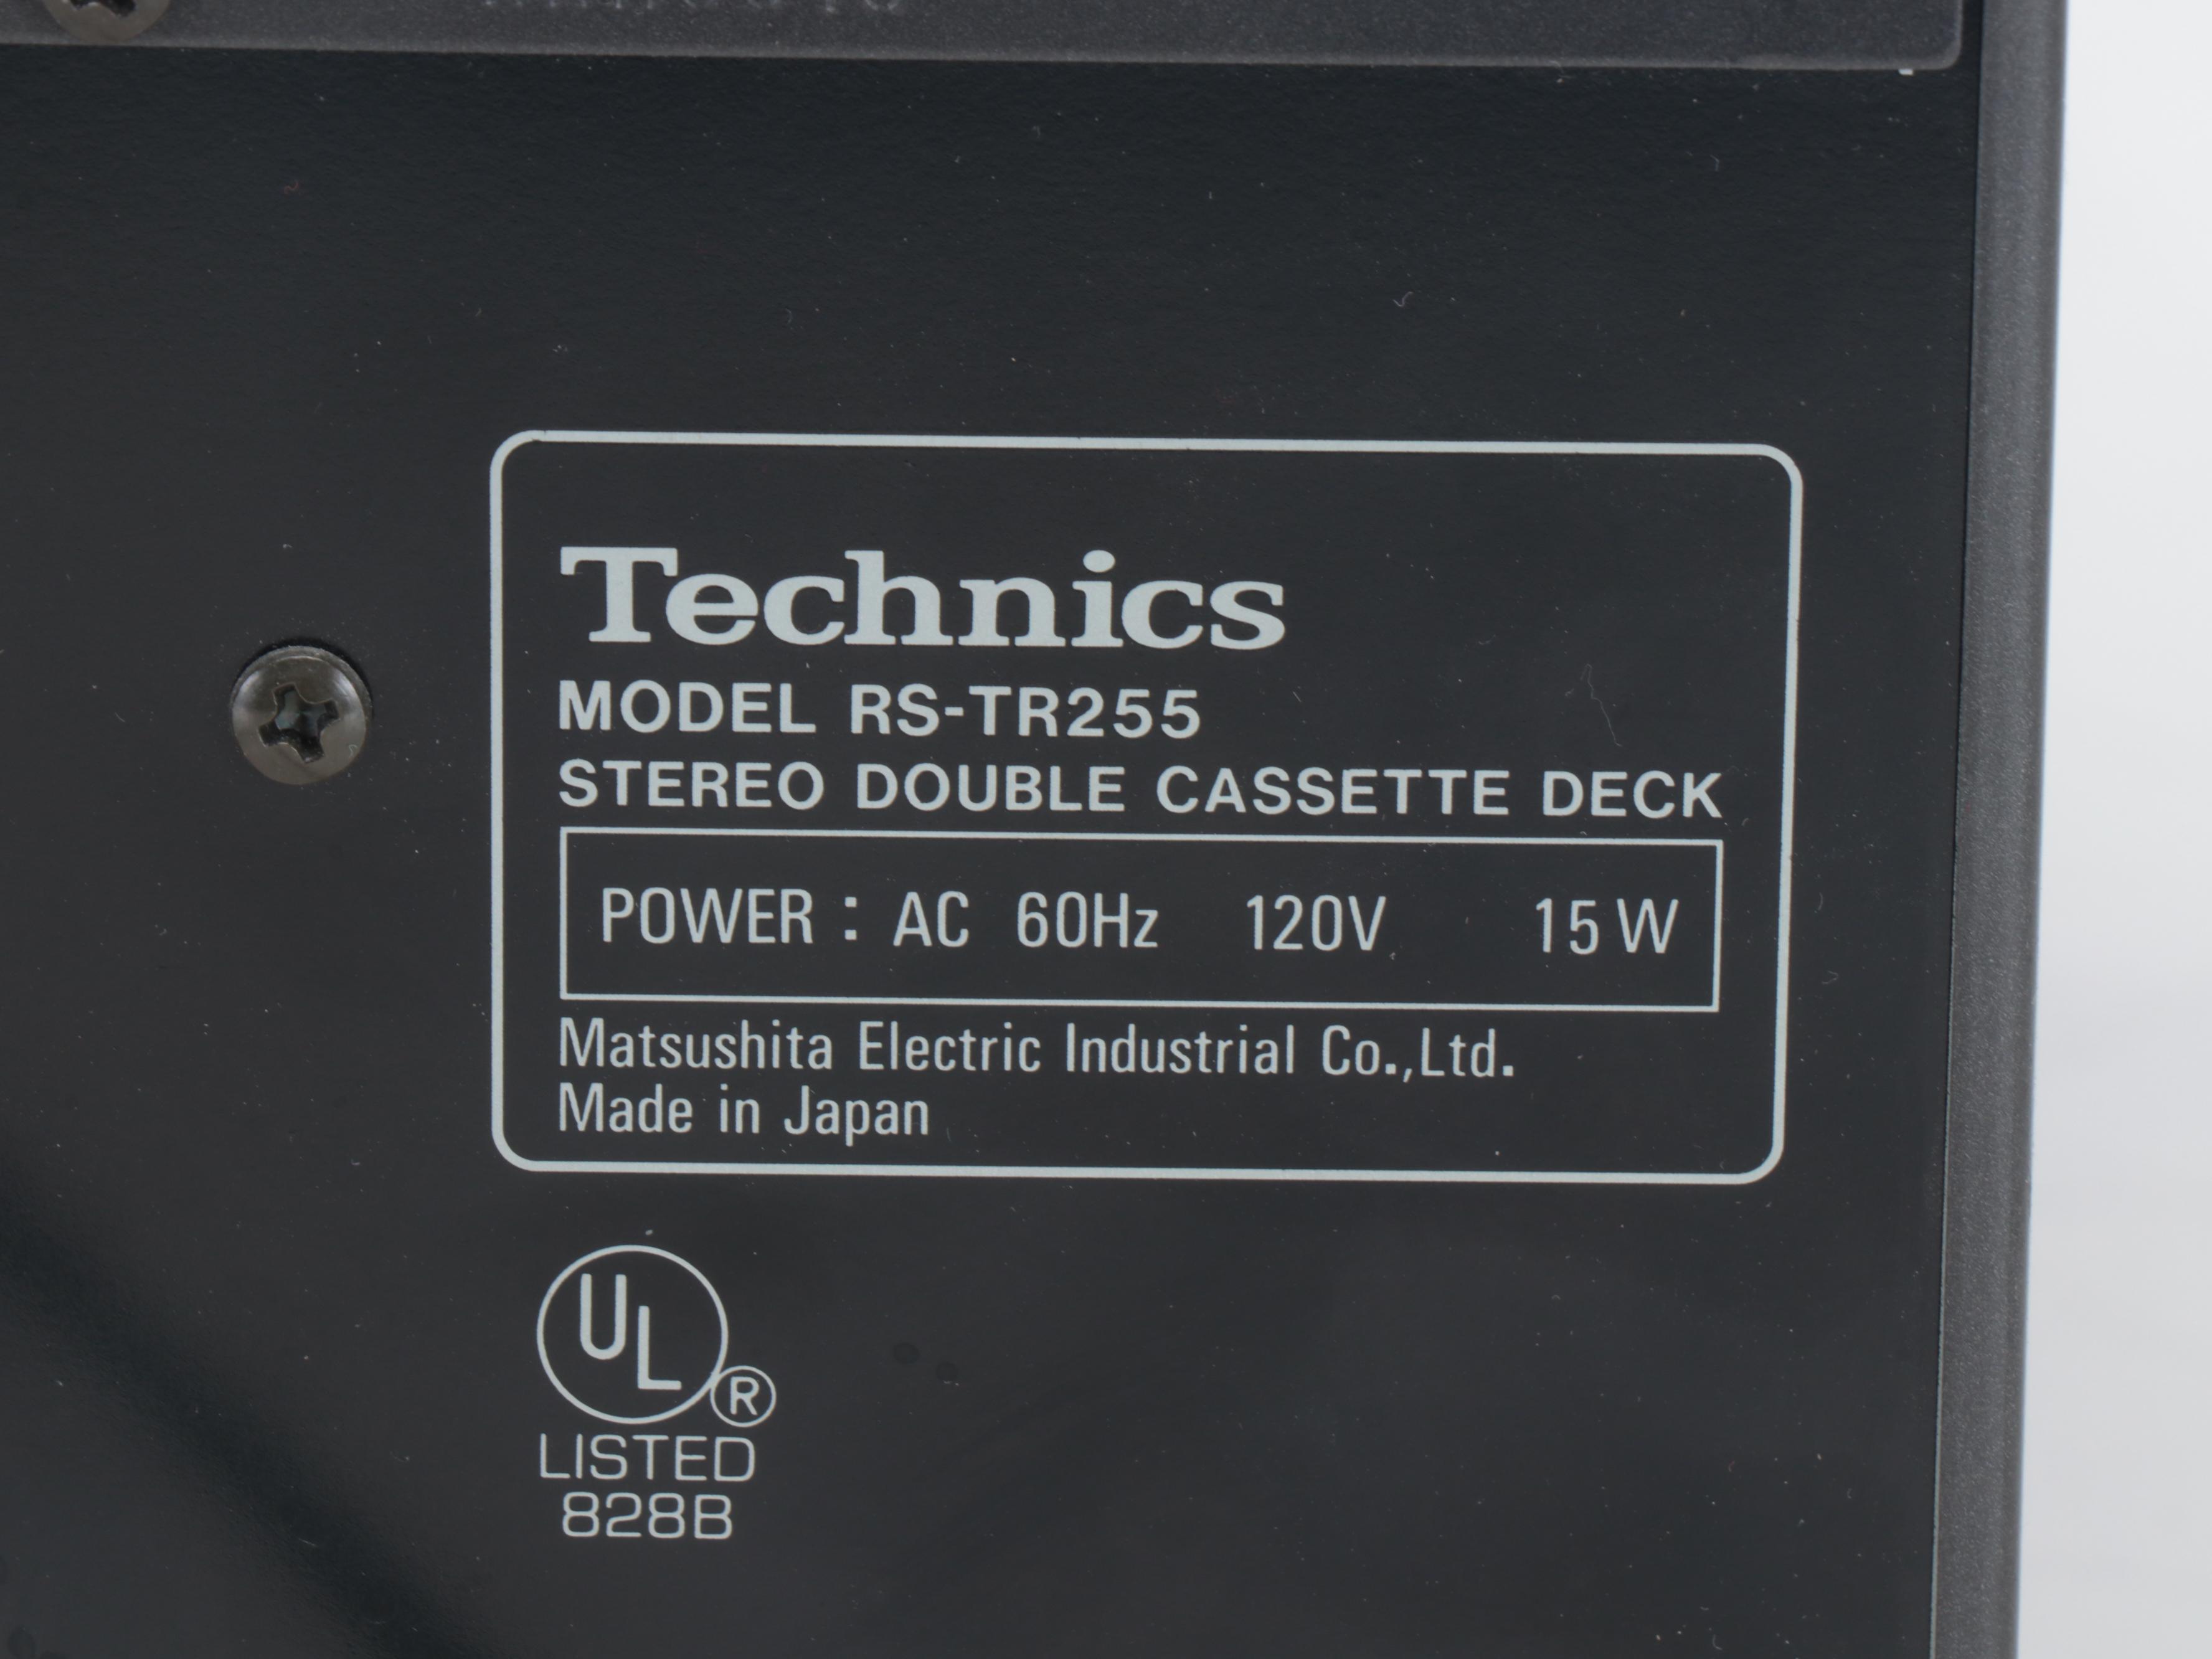 Technics
MODEL RS-TR255
STEREO DOUBLE CASSETTE DECK
POWER : AC 60Hz 120V 15W
Matsushita Electric Industrial Co.,Ltd.
Made in Japan
UL®
LISTED
828B